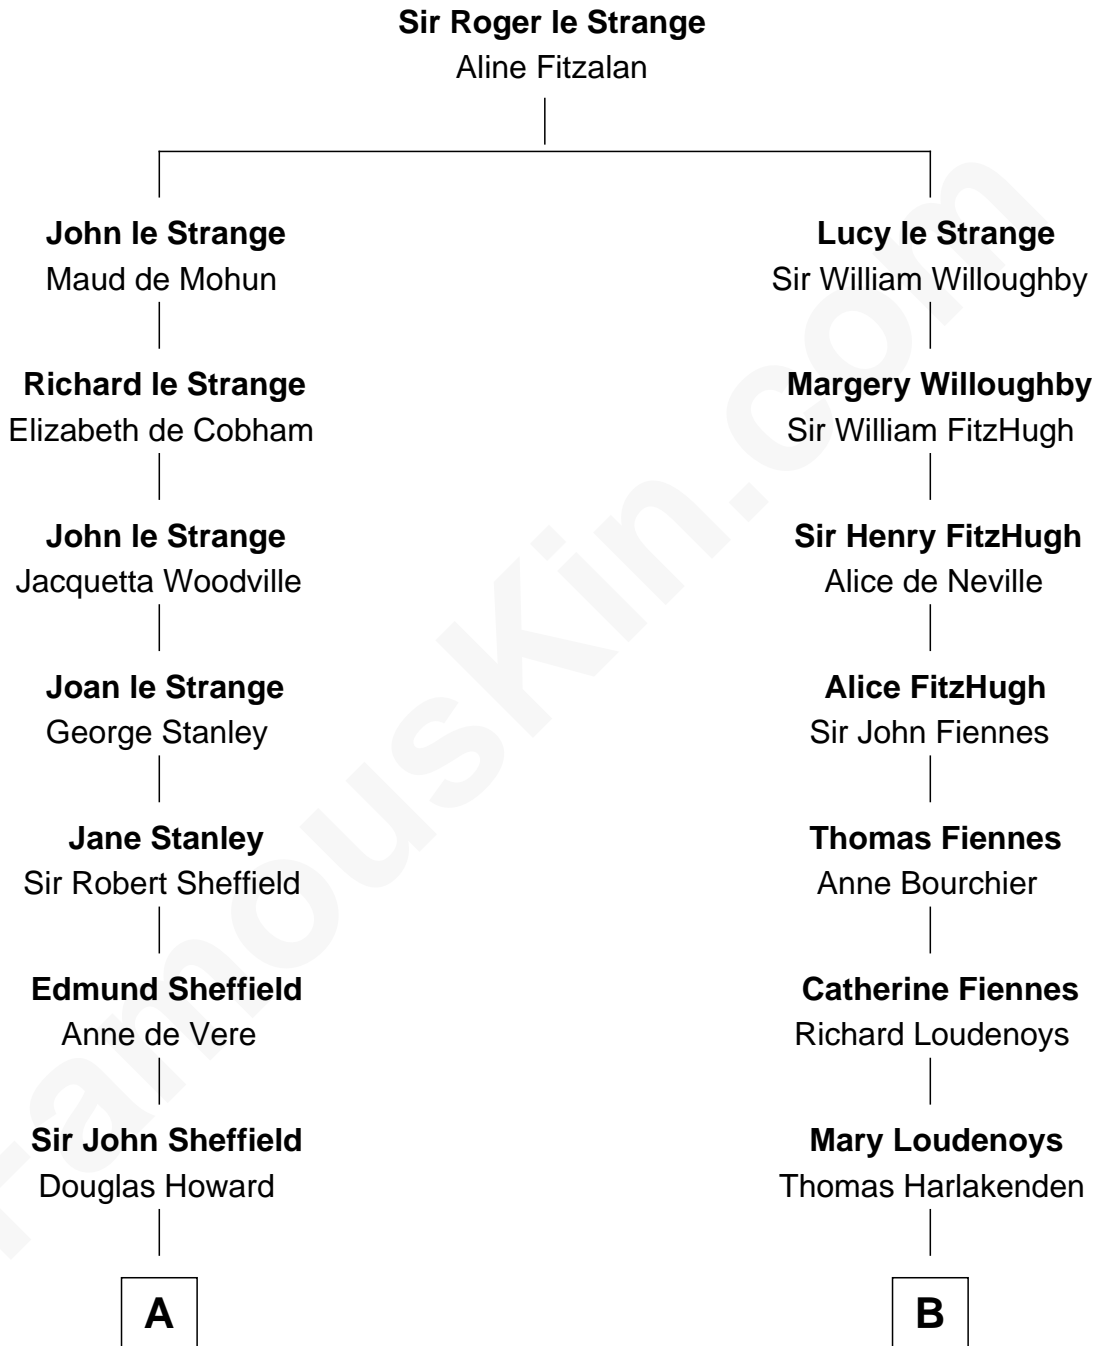 Sir Roger le Strange
Aline Fitzalan
John le Strange
Maud de Mohun
Lucy le Strange
Sir William Willoughby
Richard le Strange
Elizabeth de Cobham
Margery Willoughby
Sir William FitzHugh
John le Strange
Jacquetta Woodville
Sir Henry FitzHugh
Alice de Neville
Joan le Strange
George Stanley
Alice FitzHugh
Sir John Fiennes
Jane Stanley
Sir Robert Sheffield
Thomas Fiennes
Anne Bourchier
Edmund Sheffield
Anne de Vere
Catherine Fiennes
Richard Loudenoys
Sir John Sheffield
Douglas Howard
Mary Loudenoys
Thomas Harlakenden
A
B
FamousKin.com